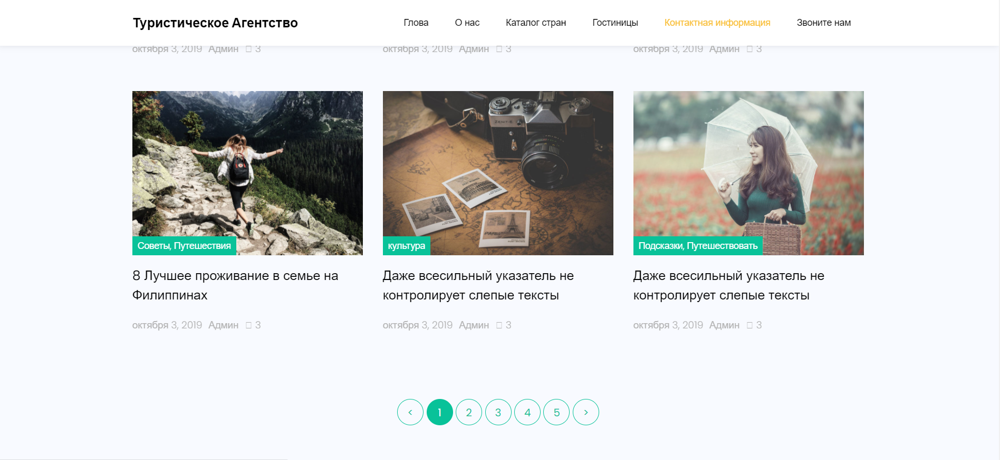 Туристическое Агентство
Глова
О нас
Каталог стран
Гостиницы
Контактная информация
Звоните нам
октября 3, 2019 Админ 3
октября 3, 2019 Админ 3
октября 3, 2019 Админ 3
ZENIT-E
PARIS
Советы, Путешествия
культура
Подсказки, Путешествовать
8 Лучшее проживание в семье на
Филиппинах
Даже всесильный указатель не
контролирует слепые тексты
Даже всесильный указатель не
контролирует слепые тексты
октября 3, 2019 Админ 3
октября 3, 2019 Админ 3
октября 3, 2019 Админ 3
< 1 2 3 4 5 >